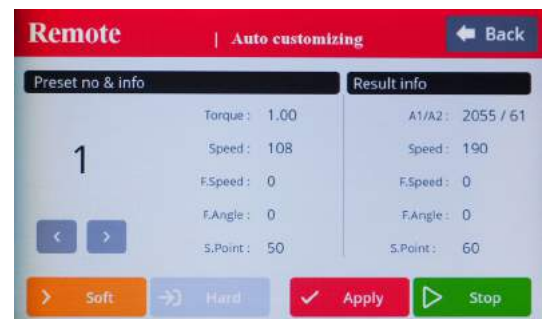 Remote | Auto customizing Back
Preset no & info
1
Torque : 1.00
Speed : 108
F.Speed : 0
F.Angle : 0
S.Point : 50
Result info
A1/A2 : 2055 / 61
Speed : 190
F.Speed : 0
F.Angle : 0
S.Point : 60
Soft Hard Apply Stop